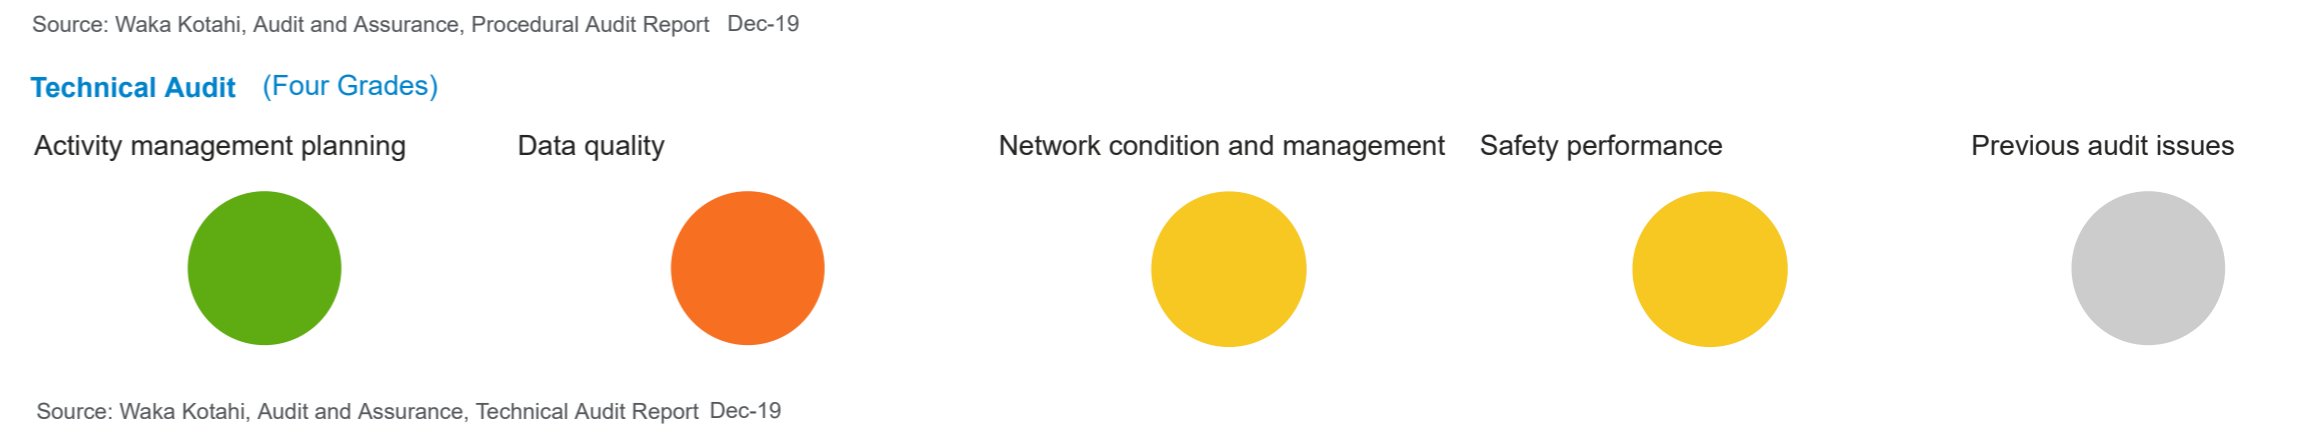 Source: Waka Kotahi, Audit and Assurance, Procedural Audit Report Dec-19
Technical Audit (Four Grades)
Activity management planning Data quality Network condition and management Safety performance Previous audit issues
Source: Waka Kotahi, Audit and Assurance, Technical Audit Report Dec-19